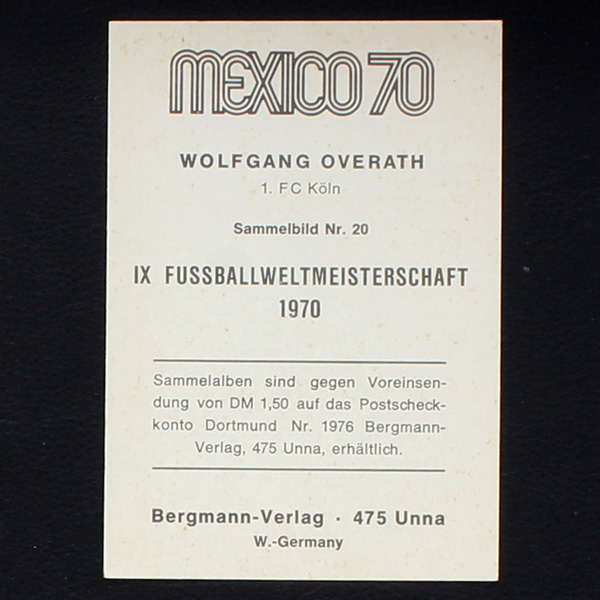 MEXICO 70
WOLFGANG OVERATH
1. FC Köln
Sammelbild Nr. 20
IX FUSSBALLWELTMEISTERSCHAFT
1970
Sammelalben sind gegen Voreinsen-
dung von DM 1,50 auf das Postscheck-
konto Dortmund Nr. 1976 Bergmann-
Verlag, 475 Unna, erhältlich.
Bergmann-Verlag · 475 Unna
W.-Germany